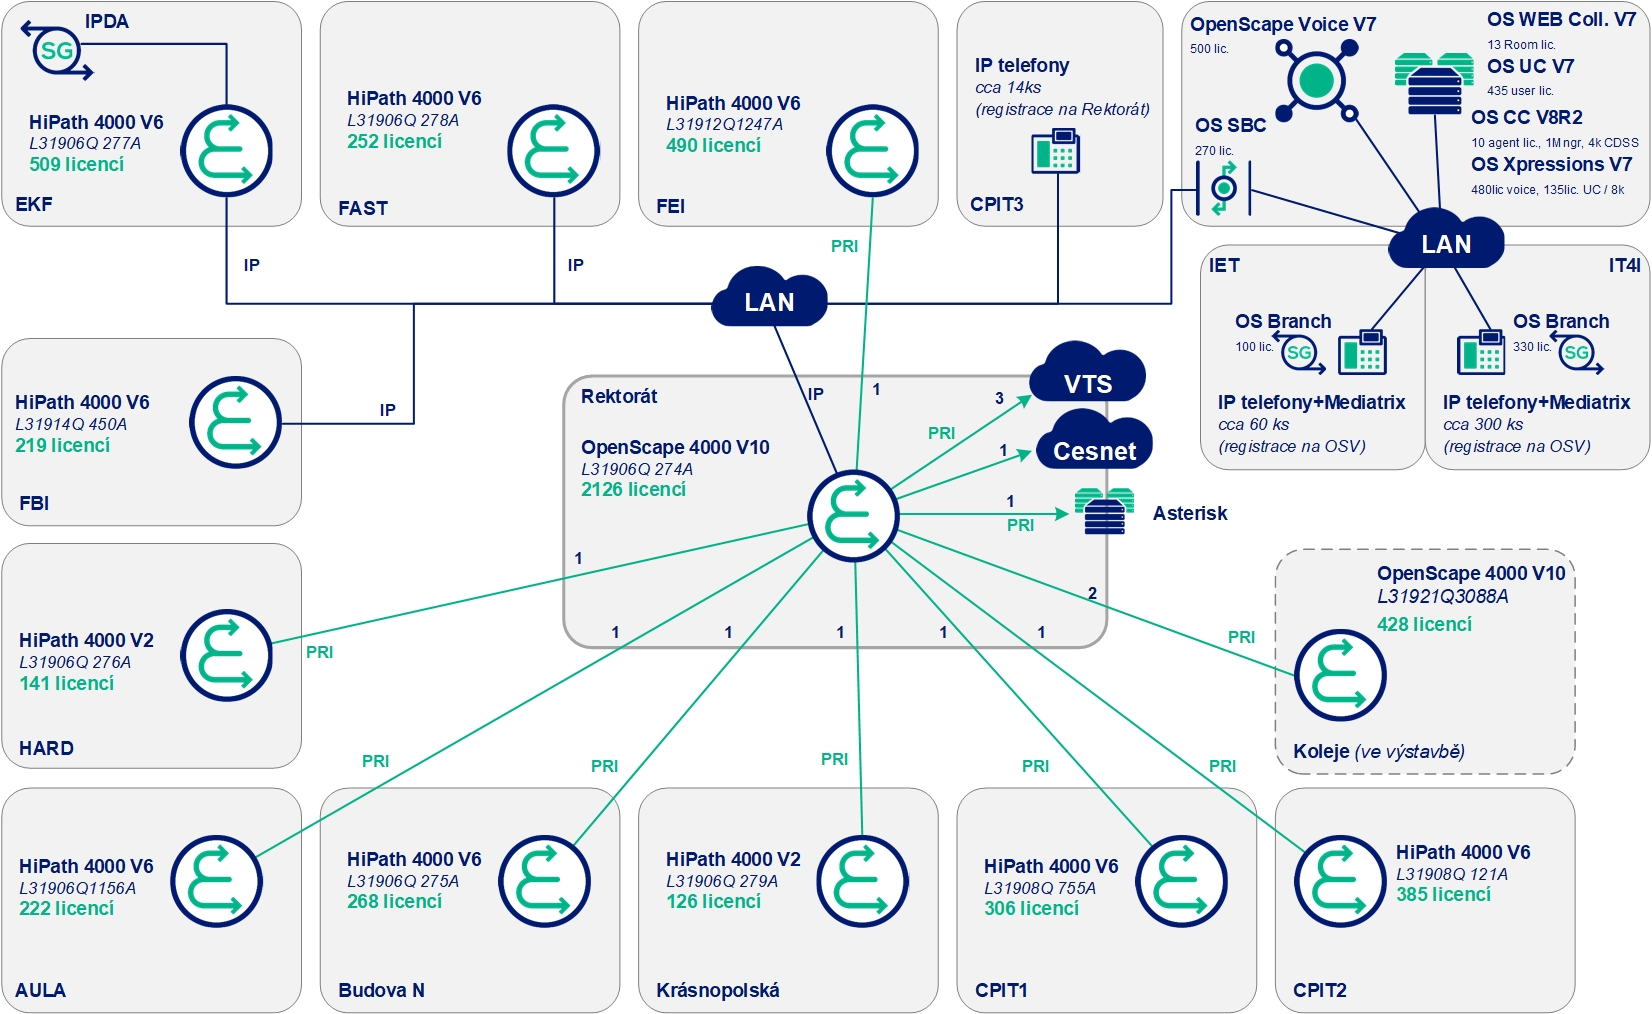 IPDA
SG
HiPath 4000 V6
L31906Q 277A
509 licencí
EKF
HiPath 4000 V6
L31906Q 278A
252 licencí
FAST
HiPath 4000 V6
L31912Q1247A
490 licencí
FEI
IP telefony
cca 14ks
(registrace na Rektorát)
CPIT3
OpenScape Voice V7
500 lic.
OS SBC
270 lic.
OS WEB Coll. V7
13 Room lic.
OS UC V7
435 user lic.
OS CC V8R2
10 agent lic., 1Mngr, 4k CDSS
OS Xpressions V7
480lic voice, 135lic. UC / 8k
LAN
IET
OS Branch
100 lic.
SG
IP telefony+Mediatrix
cca 60 ks
(registrace na OSV)
IT4I
OS Branch
330 lic.
SG
IP telefony+Mediatrix
cca 300 ks
(registrace na OSV)
IP
IP
PRI
LAN
HiPath 4000 V6
L31914Q 450A
219 licencí
FBI
IP
Rektorát
IP
1
OpenScape 4000 V10
L31906Q 274A
2126 licencí
3
PRI
VTS
1
Cesnet
1
PRI
Asterisk
1
1
1
1
1
1
2
HiPath 4000 V2
L31906Q 276A
141 licencí
HARD
PRI
OpenScape 4000 V10
L31921Q3088A
428 licencí
PRI
Koleje (ve výstavbě)
PRI
PRI
PRI
PRI
PRI
HiPath 4000 V6
L31906Q1156A
222 licencí
AULA
HiPath 4000 V6
L31906Q 275A
268 licencí
Budova N
HiPath 4000 V2
L31906Q 279A
126 licencí
Krásnopolská
HiPath 4000 V6
L31908Q 755A
306 licencí
CPIT1
HiPath 4000 V6
L31908Q 121A
385 licencí
CPIT2